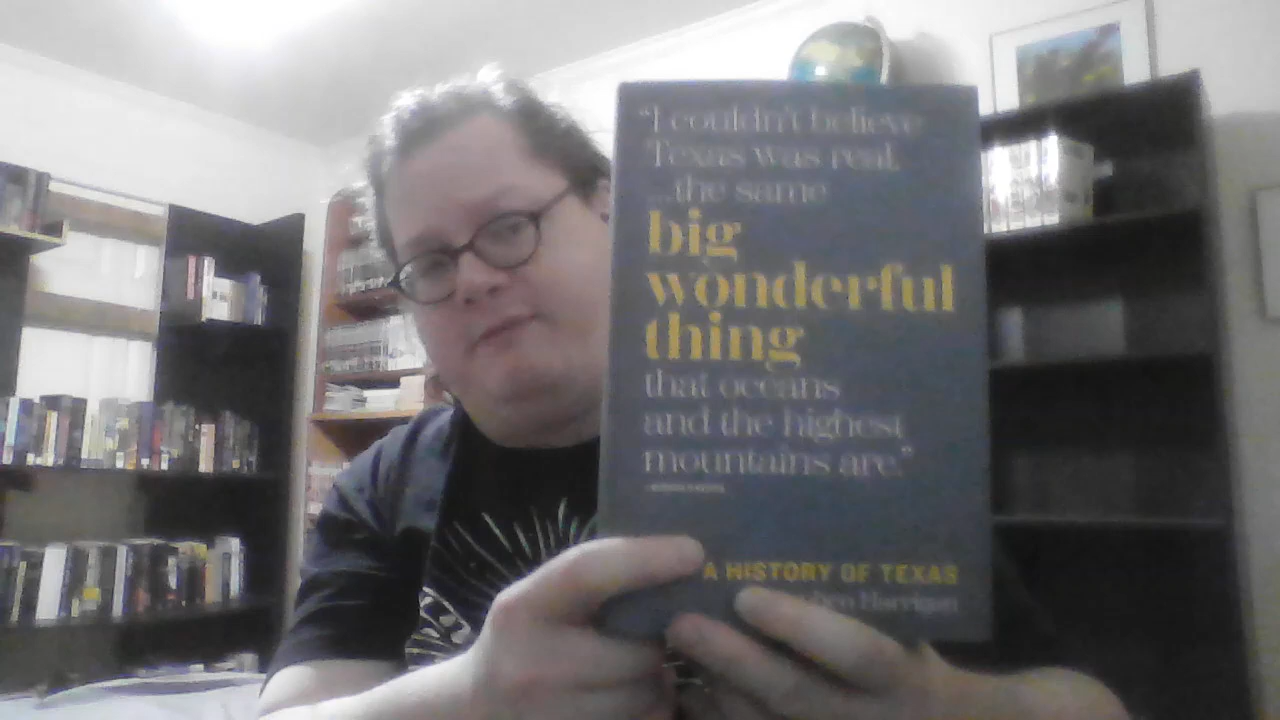 "I couldn't believe
Texas was real.
...the same
big
wonderful
thing
that oceans
and the highest
mountains are."
A HISTORY OF TEXAS
Harrigan